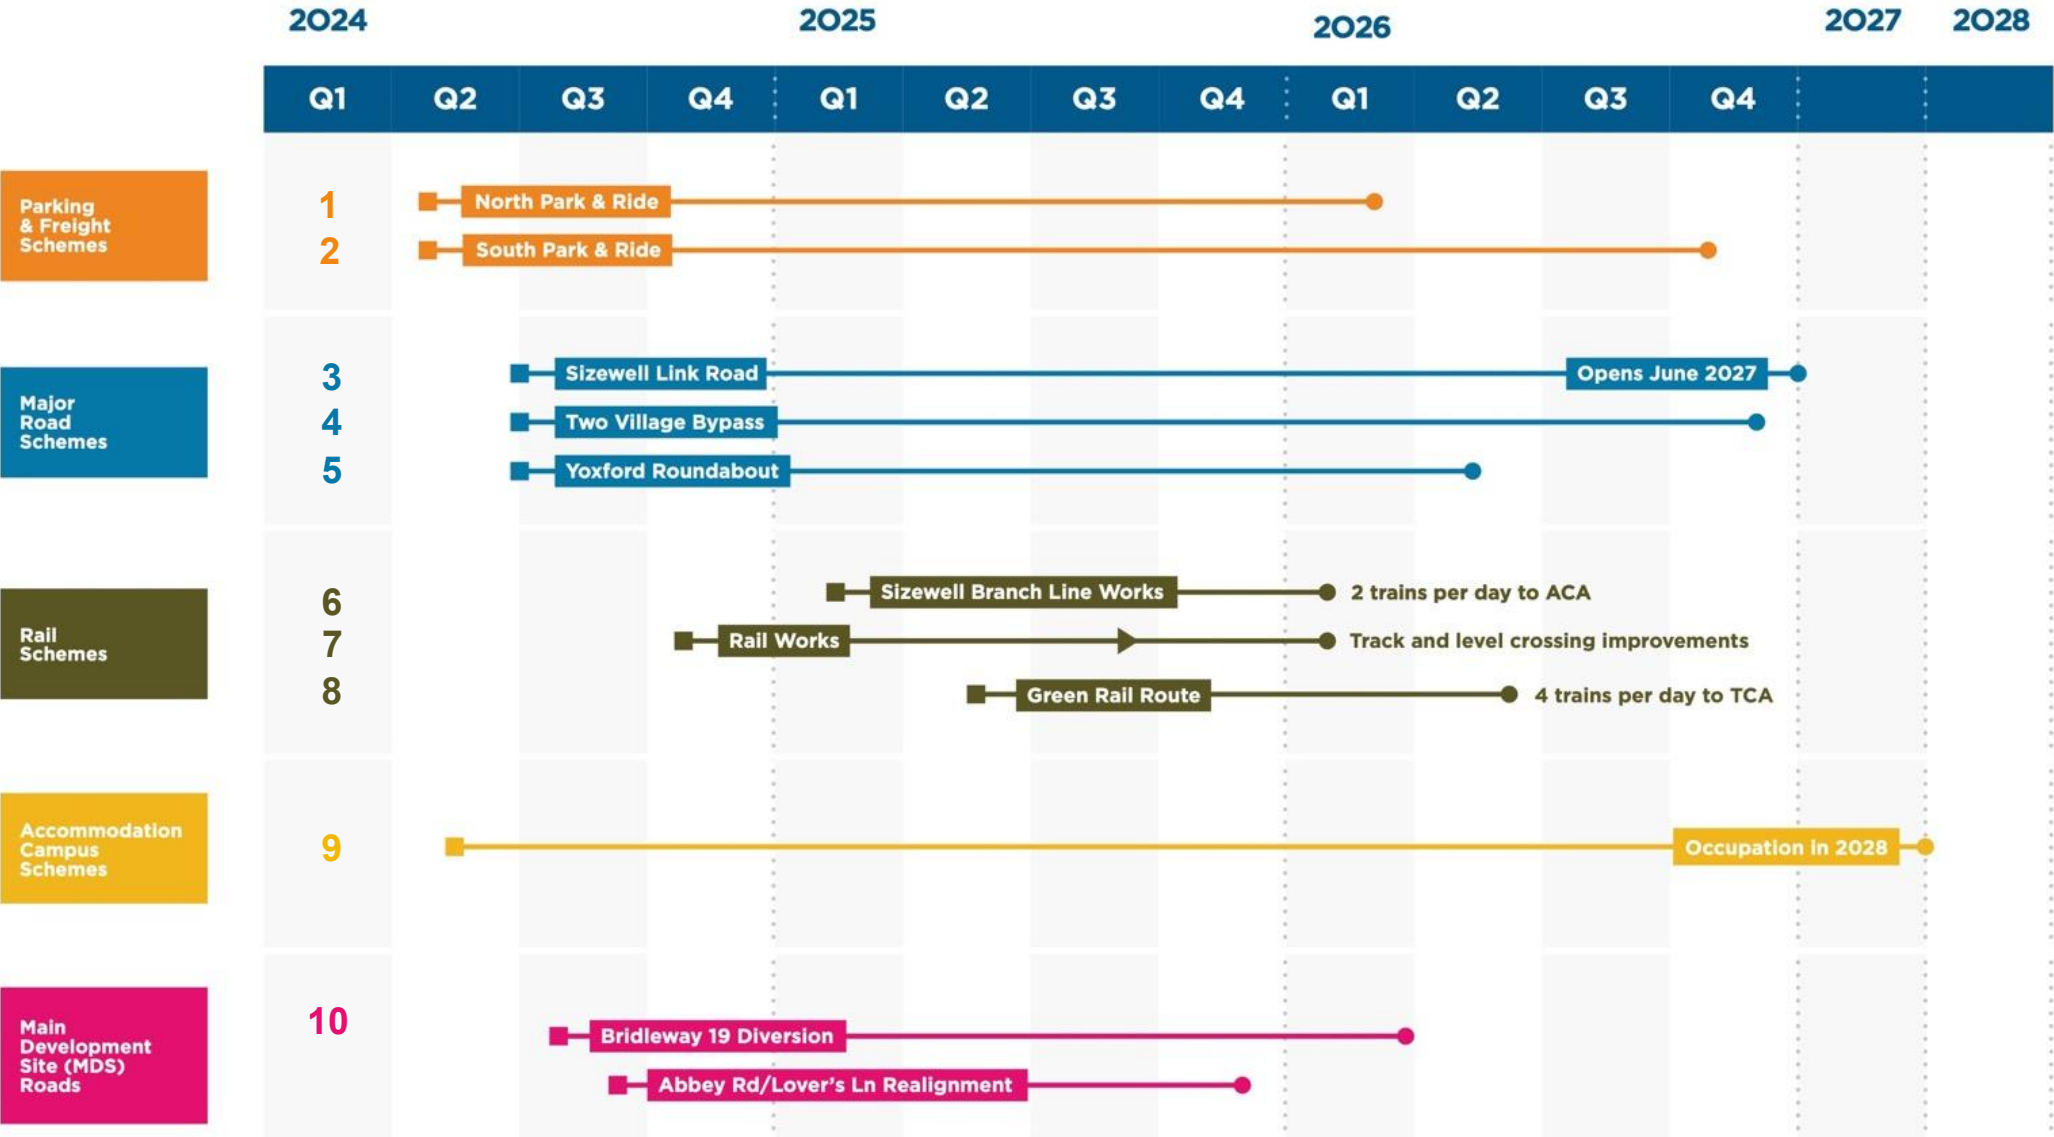 2024 2025 2026 2027 2028
Q1 Q2 Q3 Q4 Q1 Q2 Q3 Q4 Q1 Q2 Q3 Q4
Parking
& Freight
Schemes
1 North Park & Ride
2 South Park & Ride
Major
Road
Schemes
3 Sizewell Link Road Opens June 2027
4 Two Village Bypass
5 Yoxford Roundabout
Rail
Schemes
6 Sizewell Branch Line Works 2 trains per day to ACA
7 Rail Works Track and level crossing improvements
8 Green Rail Route 4 trains per day to TCA
Accommodation
Campus
Schemes
9 Occupation in 2028
Main
Development
Site (MDS)
Roads
10 Bridleway 19 Diversion
Abbey Rd/Lover's Ln Realignment